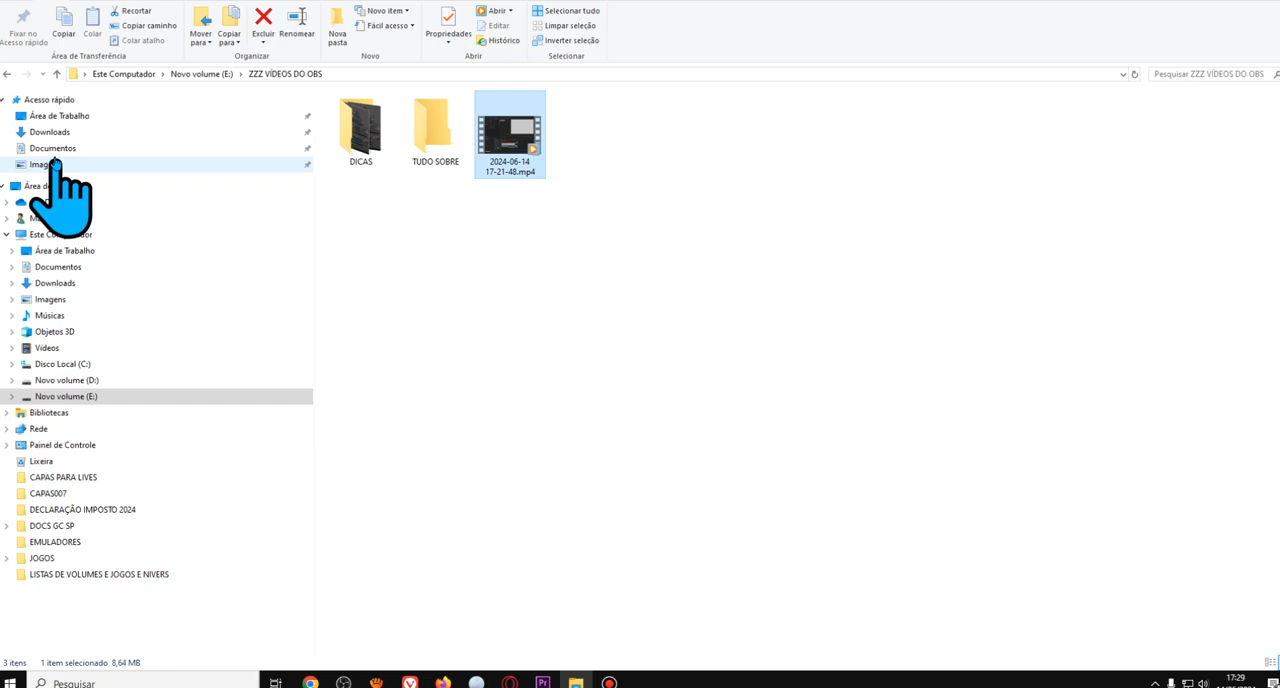 Fixar no
Acesso rápido
Copiar
Colar
Recortar
Copiar caminho
Colar atalho
Área de Transferência
Mover
para
Copiar
para
Excluir
Renomear
Organizar
Nova
pasta
Novo item
Fácil acesso
Novo
Propriedades
Abrir
Editar
Histórico
Abrir
Selecionar tudo
Limpar seleção
Inverter seleção
Selecionar
Este Computador > Novo volume (E:) > ZZZ VÍDEOS DO OBS
Pesquisar ZZZ VÍDEOS DO OBS
Acesso rápido
Área de Trabalho
Downloads
Documentos
Área de
Área de Trabalho
Documentos
Downloads
Imagens
Músicas
Objetos 3D
Vídeos
Disco Local (C:)
Novo volume (D:)
Novo volume (E:)
Bibliotecas
Rede
Painel de Controle
Lixeira
CAPAS PARA LIVES
CAPAS007
DECLARAÇÃO IMPOSTO 2024
DOCS GC SP
EMULADORES
JOGOS
LISTAS DE VOLUMES E JOGOS E NIVERS
DICAS
TUDO SOBRE
2024-06-14
17-21-48.mp4
3 itens
1 item selecionado 8,64 MB
Pesquisar
Pr
17:29